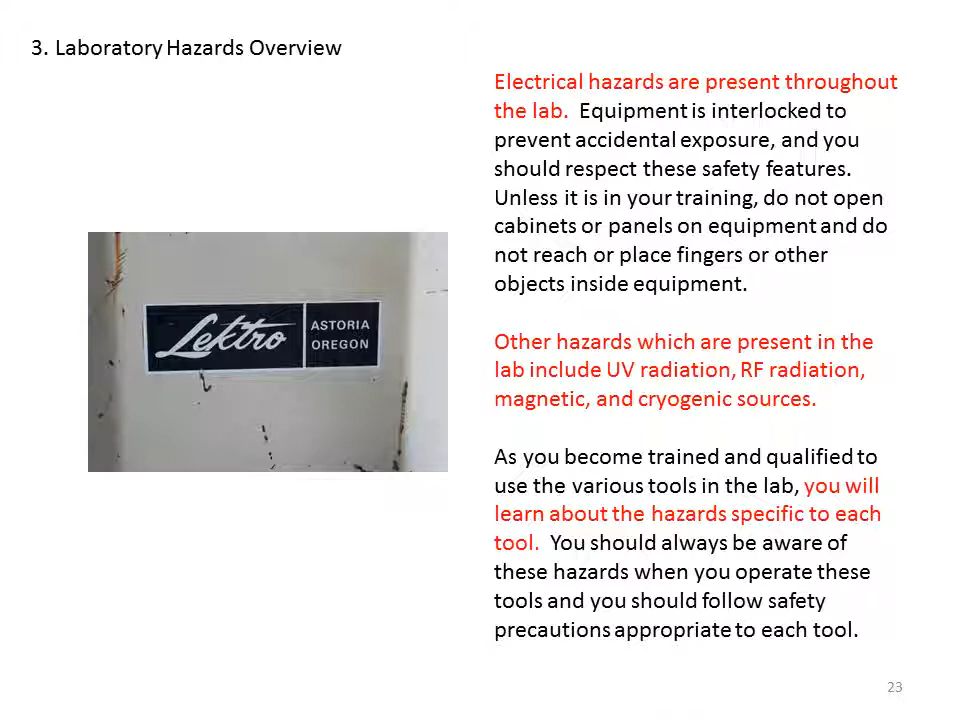 3. Laboratory Hazards Overview
Electrical hazards are present throughout
the lab. Equipment is interlocked to
prevent accidental exposure, and you
should respect these safety features.
Unless it is in your training, do not open
cabinets or panels on equipment and do
not reach or place fingers or other
objects inside equipment.
Lektro
ASTORIA
OREGON
Other hazards which are present in the
lab include UV radiation, RF radiation,
magnetic, and cryogenic sources.
As you become trained and qualified to
use the various tools in the lab, you will
learn about the hazards specific to each
tool. You should always be aware of
these hazards when you operate these
tools and you should follow safety
precautions appropriate to each tool.
23